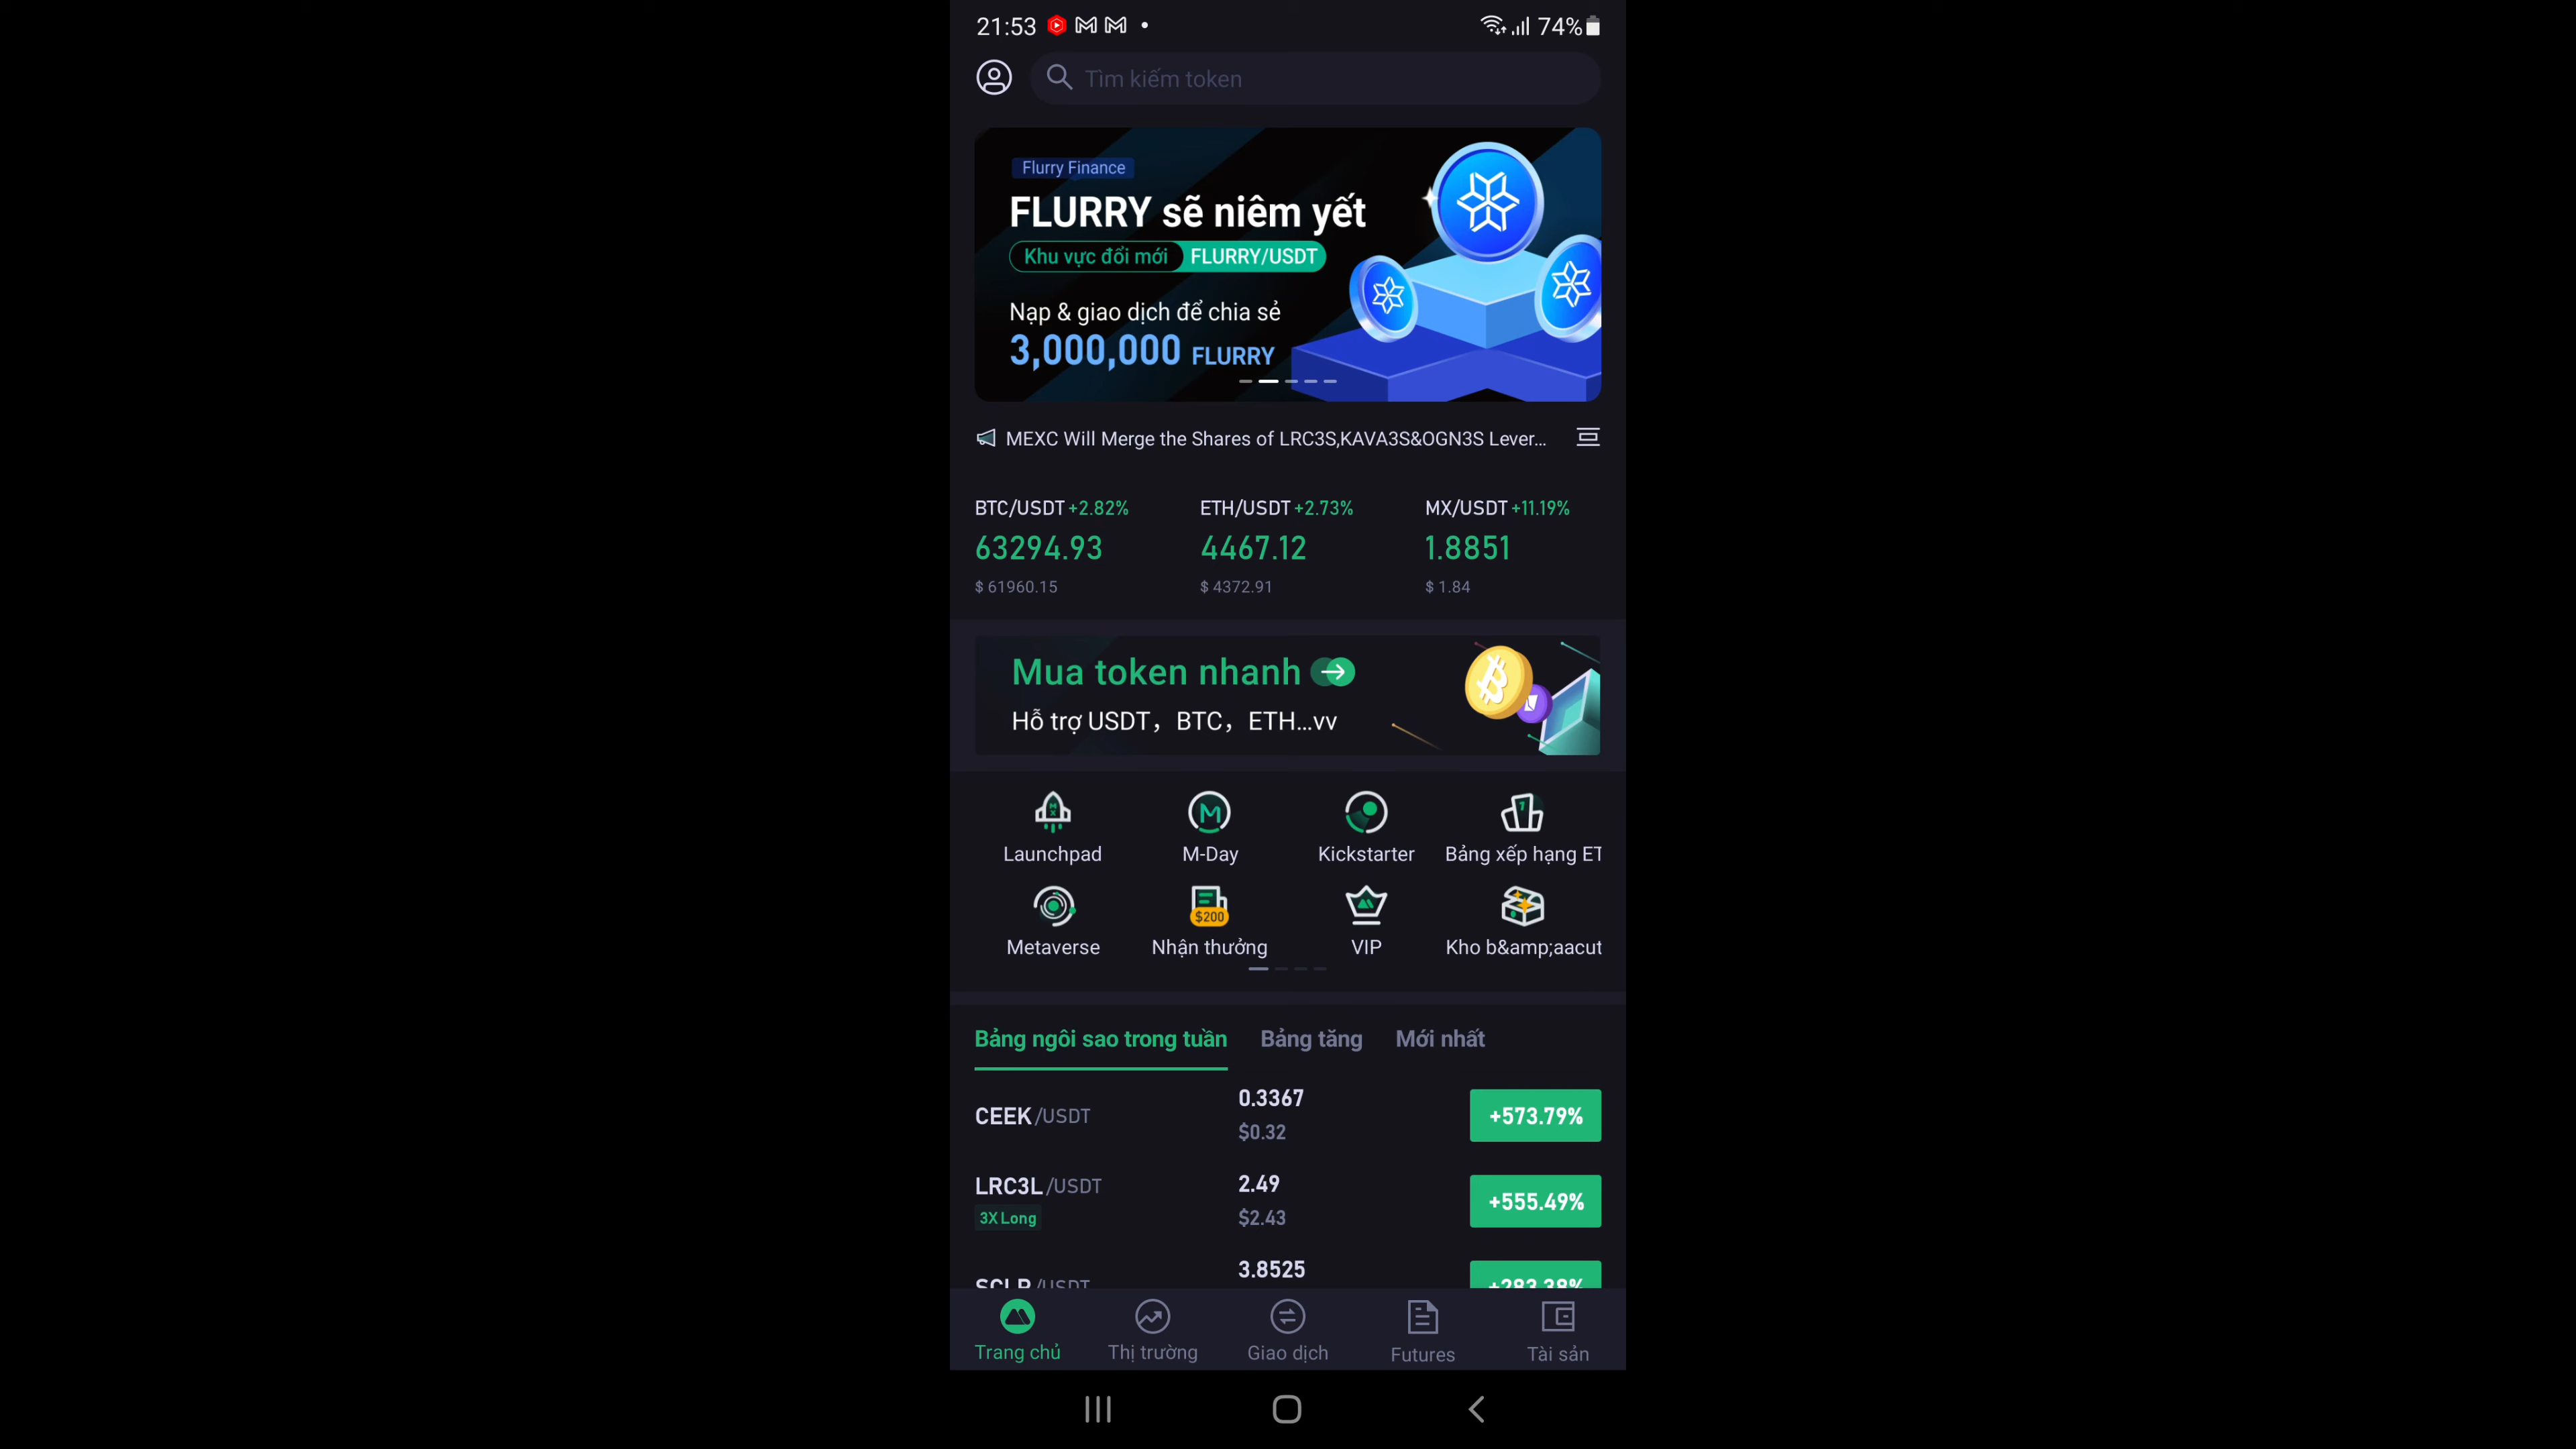 21:53
74%
Tìm kiếm token
Flurry Finance
FLURRY sẽ niêm yết
Khu vực đổi mới FLURRY/USDT
Nạp & giao dịch để chia sẻ
3,000,000 FLURRY
MEXC Will Merge the Shares of LRC3S,KAVA3S&OGN3S Lever...
BTC/USDT +2.82% ETH/USDT +2.73% MX/USDT +11.19%
63294.93 4467.12 1.8851
$ 61960.15 $ 4372.91 $ 1.84
Mua token nhanh
Hỗ trợ USDT, BTC, ETH...vv
Launchpad M-Day Kickstarter Bảng xếp hạng ET
$200
Metaverse Nhận thưởng VIP Kho b&amp;aacut
Bảng ngôi sao trong tuần Bảng tăng Mới nhất
CEEK/USDT 0.3367 +573.79%
$0.32
LRC3L/USDT 2.49 +555.49%
3X Long $2.43
3.8525
SCLP/USDT +283.38%
Trang chủ Thị trường Giao dịch Futures Tài sản